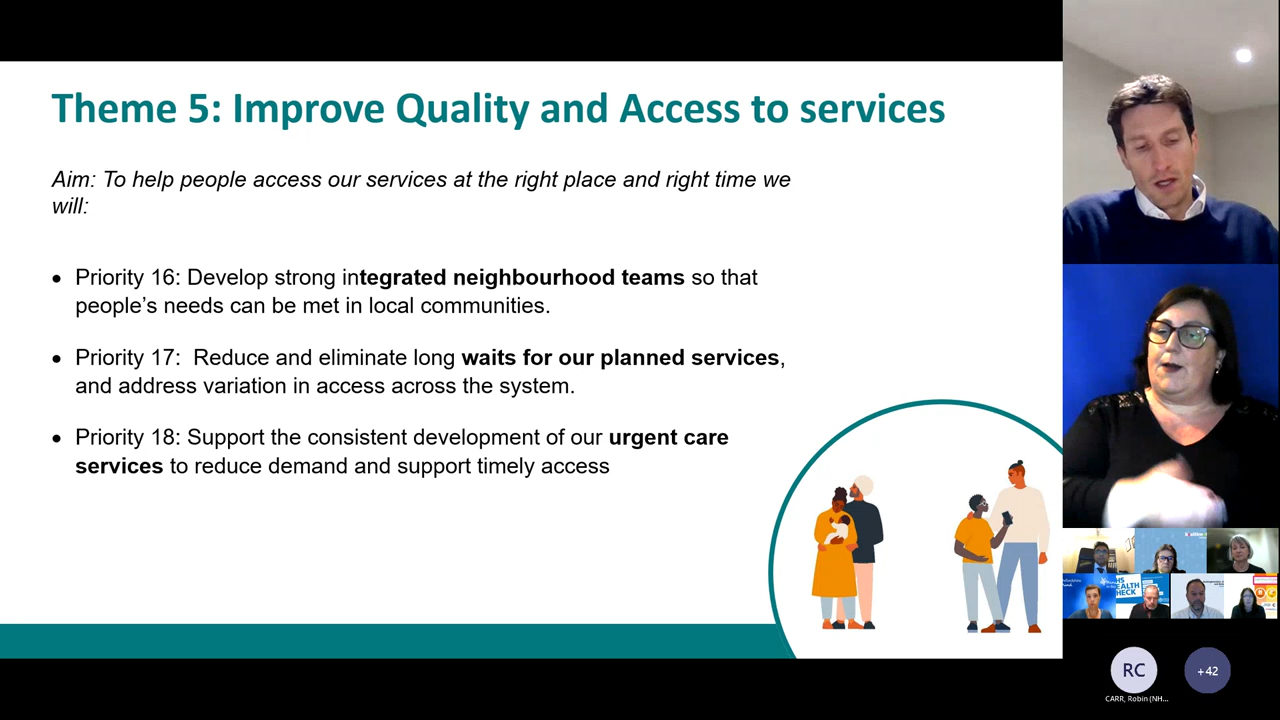 Theme 5: Improve Quality and Access to services
Aim: To help people access our services at the right place and right time we
will:
• Priority 16: Develop strong integrated neighbourhood teams so that
people’s needs can be met in local communities.
• Priority 17:  Reduce and eliminate long waits for our planned services,
and address variation in access across the system.
• Priority 18: Support the consistent development of our urgent care
services to reduce demand and support timely access
HEALTH
CHECK
RC
+42
CARR, Robin (NH...